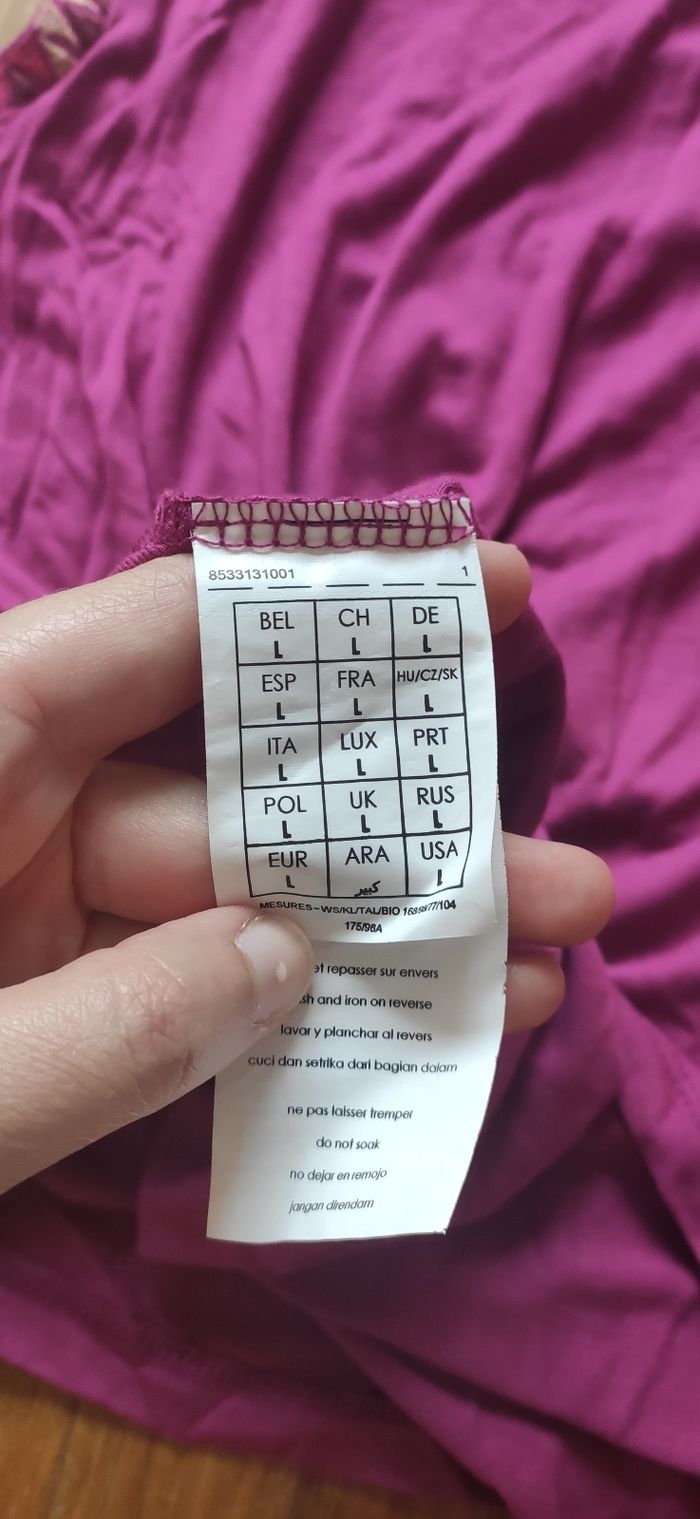 8533131001 1
BEL CH DE
L L L
ESP FRA HU/CZ/SK
L L L
ITA LUX PRT
L L L
POL UK RUS
L L L
EUR ARA USA
L كبير L
MESURES-WS/KL/TAL/BIO
175/96A
et repasser sur envers
and iron on reverse
lavar y planchar al revers
cuci dan setrika dari bagian dalam
ne pas laisser tremper
do not soak
no dejar en remojo
jangan direndam